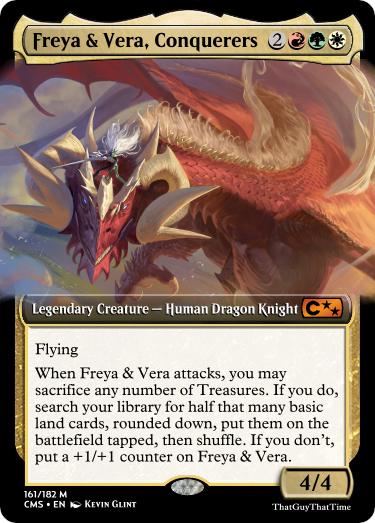 Freya & Vera, Conquerers 2
Legendary Creature — Human Dragon Knight C
Flying
When Freya & Vera attacks, you may
sacrifice any number of Treasures. If you do,
search your library for half that many basic
land cards, rounded down, put them on the
battlefield tapped, then shuffle. If you don't,
put a +1/+1 counter on Freya & Vera.
4/4
161/182 M
CMS • EN Kevin Glint
ThatGuyThatTime